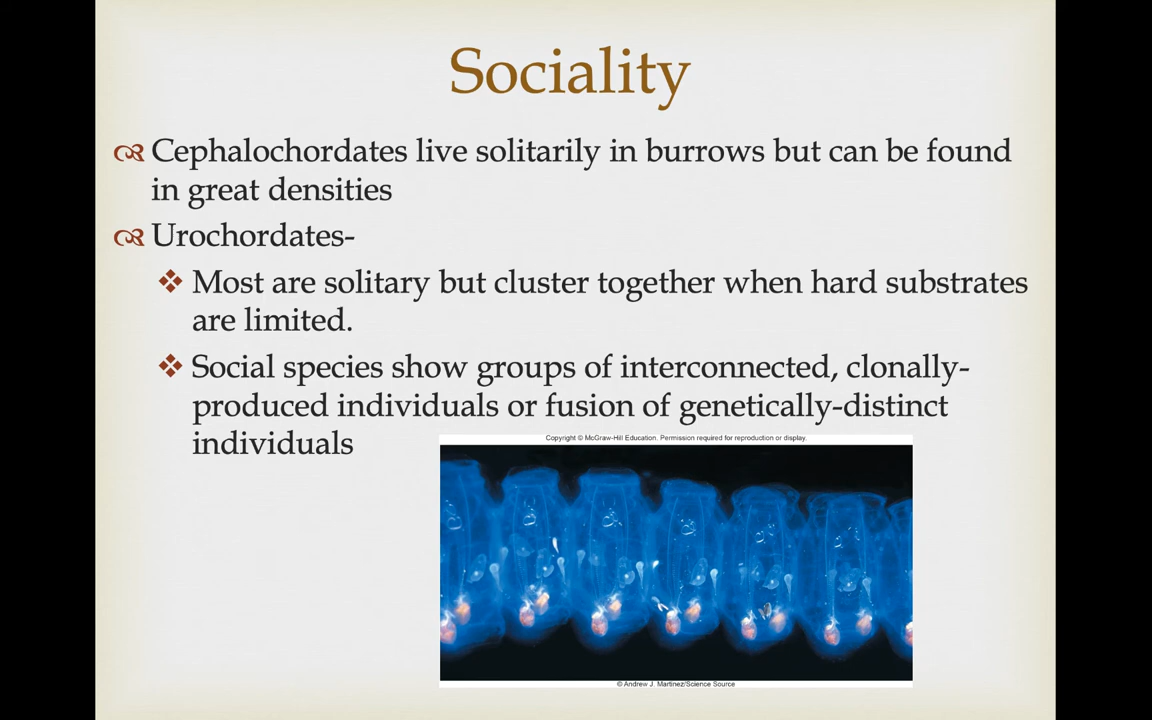 Sociality
Cephalochordates live solitarily in burrows but can be found
in great densities
Urochordates-
Most are solitary but cluster together when hard substrates
are limited.
Social species show groups of interconnected, clonally-
produced individuals or fusion of genetically-distinct
individuals
Copyright © McGraw-Hill Education. Permission required for reproduction or display.
© Andrew J. Martinez/Science Source